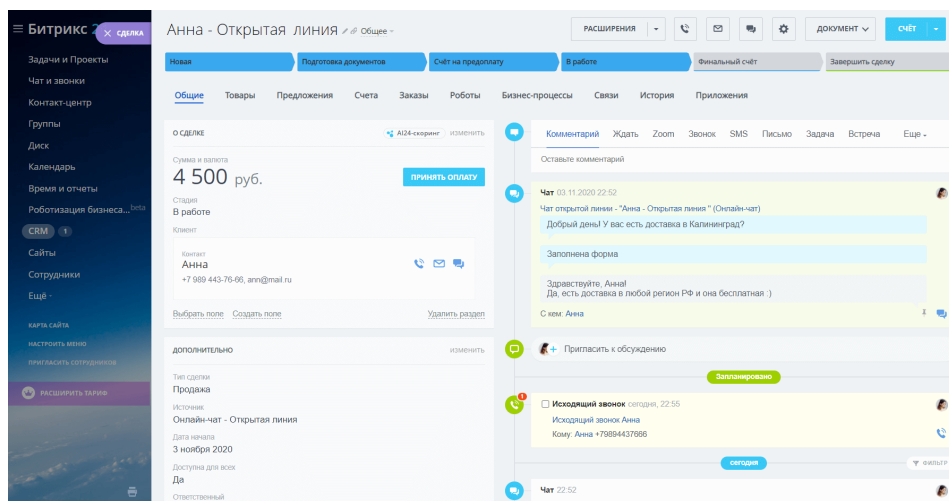 Битрикс 2
× СДЕЛКА
Задачи и Проекты
Чат и звонки
Контакт-центр
Группы
Диск
Календарь
Время и отчеты
Роботизация бизнеса... beta
CRM 1
Сайты
Сотрудники
Ещё
КАРТА САЙТА
НАСТРОИТЬ МЕНЮ
ПРИГЛАСИТЬ СОТРУДНИКОВ
РАСШИРИТЬ ТАРИФ
Анна - Открытая линия Общее
РАСШИРЕНИЯ
ДОКУМЕНТ
СЧЁТ
Новая
Подготовка документов
Счёт на предоплату
В работе
Финальный счёт
Завершить сделку
Общие Товары Предложения Счета Заказы Роботы Бизнес-процессы Связи История Приложения
О СДЕЛКЕ
AI24-скоринг
изменить
Сумма и валюта
4 500 руб.
ПРИНЯТЬ ОПЛАТУ
Стадия
В работе
Клиент
Контакт
Анна
+7 989 443-76-66, ann@mail.ru
Выбрать поле Создать поле Удалить раздел
ДОПОЛНИТЕЛЬНО
изменить
Тип сделки
Продажа
Источник
Онлайн-чат - Открытая линия
Дата начала
3 ноября 2020
Доступна для всех
Да
Ответственный
Комментарий Ждать Zoom Звонок SMS Письмо Задача Встреча Еще
Оставьте комментарий
Чат 03.11.2020 22:52
Чат открытой линии - "Анна - Открытая линия " (Онлайн-чат)
Добрый день! У вас есть доставка в Калининград?
Заполнена форма
Здравствуйте, Анна!
Да, есть доставка в любой регион РФ и она бесплатная :)
С кем: Анна
+ Пригласить к обсуждению
Запланировано
1
Исходящий звонок сегодня, 22:55
Исходящий звонок Анна
Кому: Анна +79894437666
сегодня
ФИЛЬТР
Чат 22:52